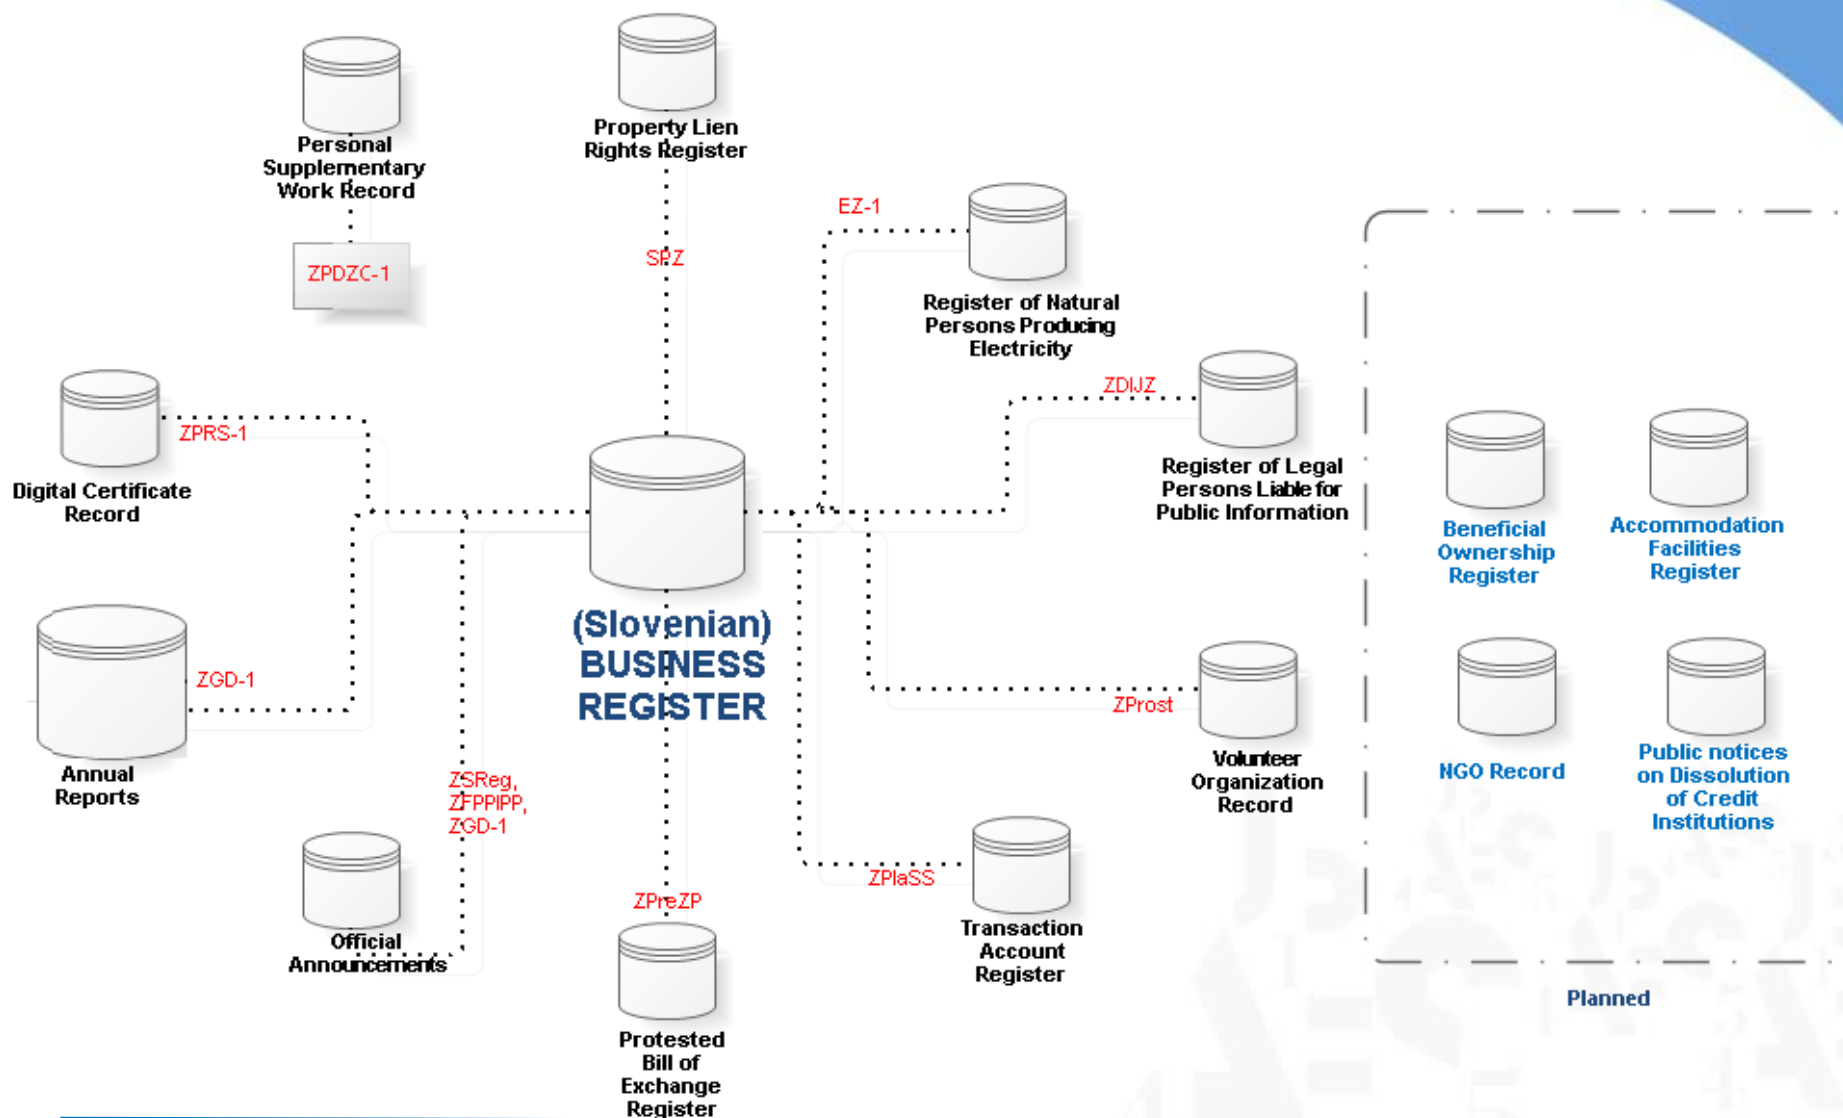 Personal
Supplementary
Work Record
ZPDZC-1
Property Lien
Rights Register
SPZ
EZ-1
Register of Natural
Persons Producing
Electricity
ZDIJZ
Register of Legal
Persons Liable for
Public Information
ZPRS-1
Digital Certificate
Record
(Slovenian)
BUSINESS
REGISTER
ZGD-1
Annual
Reports
ZSReg,
ZFPPIPP,
ZGD-1
Official
Announcements
ZPreZP
Protested
Bill of
Exchange
Register
ZPlaSS
Transaction
Account
Register
ZProst
Volunteer
Organization
Record
Beneficial
Ownership
Register
Accommodation
Facilities
Register
NGO Record
Public notices
on Dissolution
of Credit
Institutions
Planned